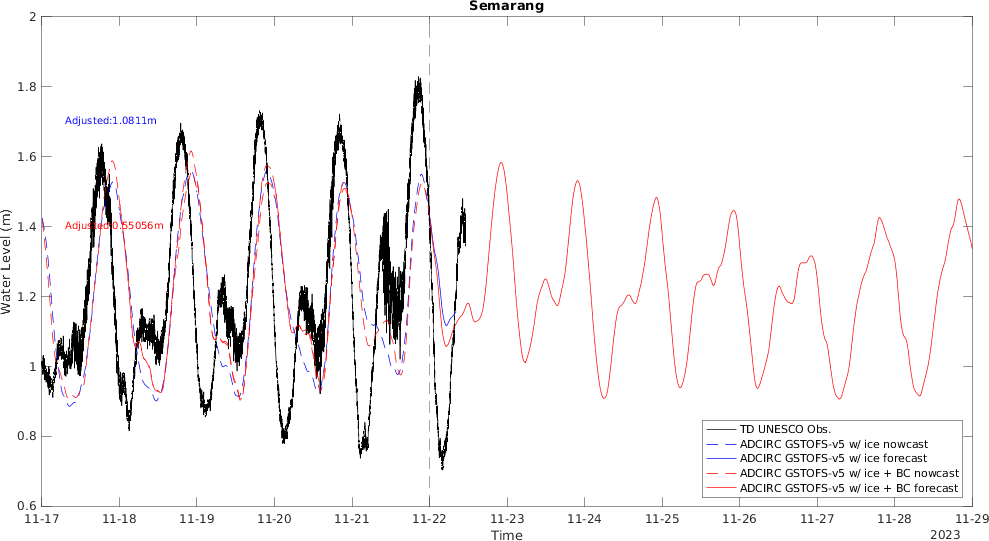 Semarang
2
1.8
1.6
1.4
1.2
1
0.8
0.6
Water Level (m)
Adjusted:1.0811m
Adjusted:0.55056m
TD UNESCO Obs.
ADCIRC GSTOFS-v5 w/ ice nowcast
ADCIRC GSTOFS-v5 w/ ice forecast
ADCIRC GSTOFS-v5 w/ ice + BC nowcast
ADCIRC GSTOFS-v5 w/ ice + BC forecast
11-17 11-18 11-19 11-20 11-21 11-22 11-23 11-24 11-25 11-26 11-27 11-28 11-29
Time
2023